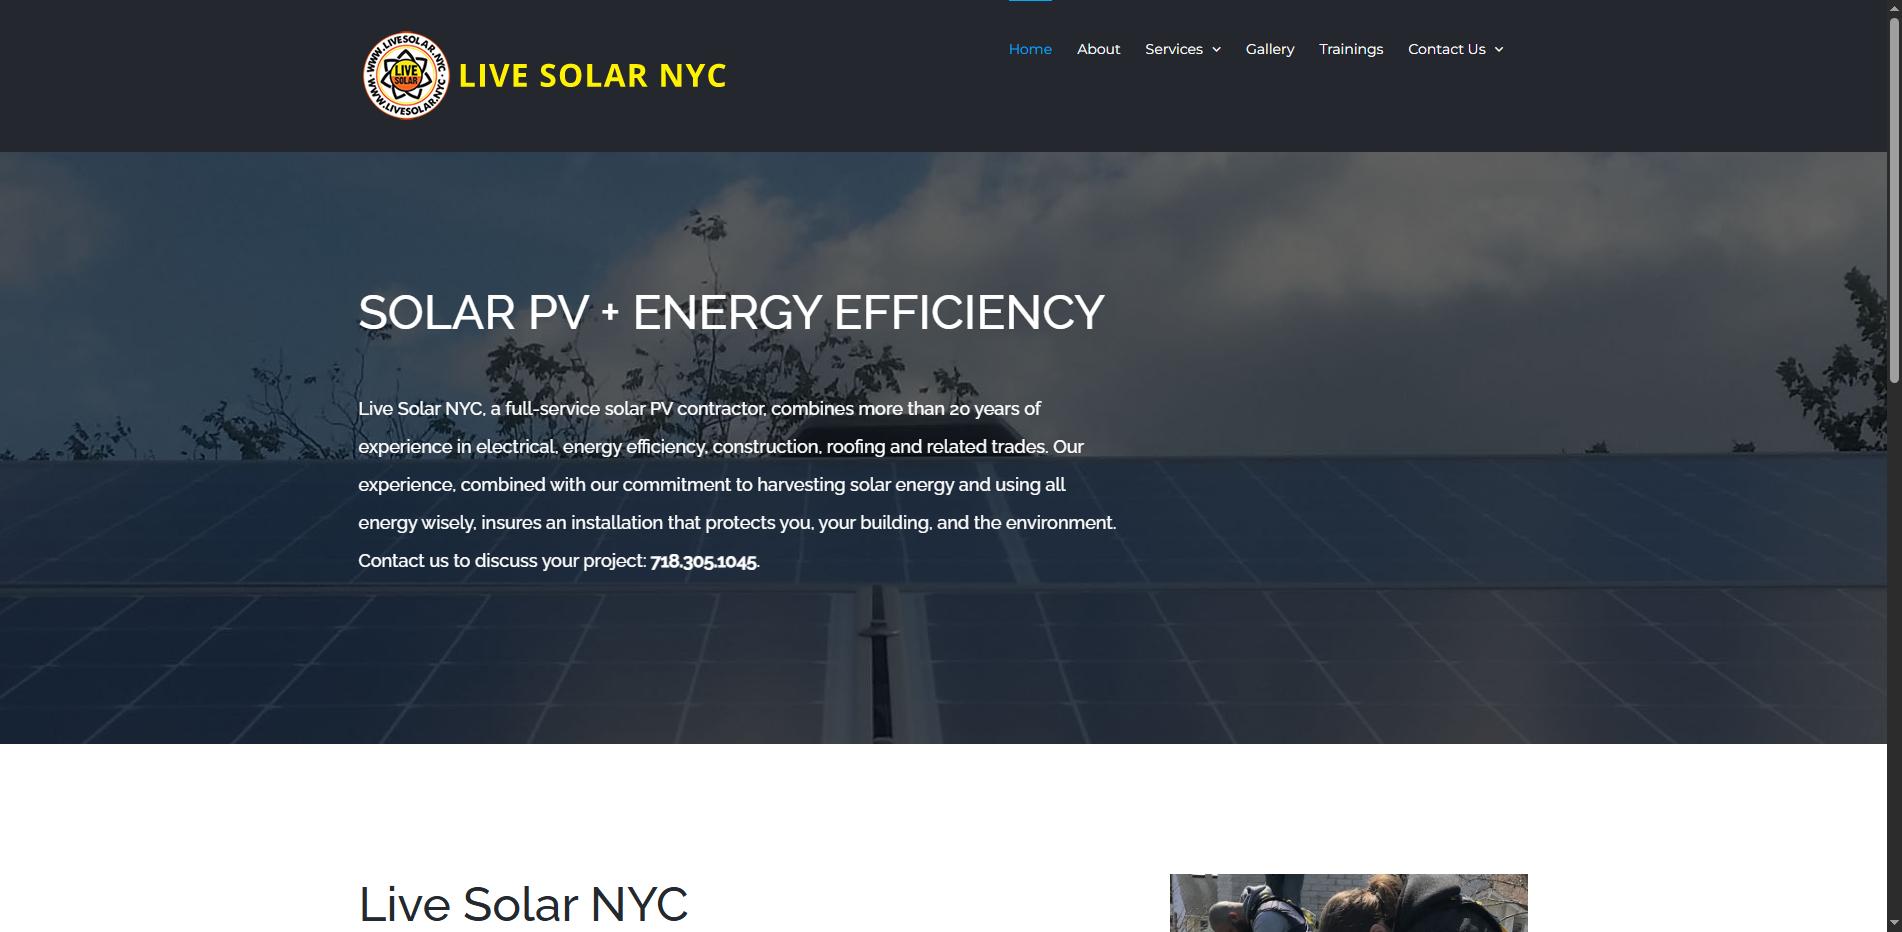 WWW.LIVESOLAR.NYC
LIVE
SOLAR
WWW.LIVESOLAR.NYC
LIVE SOLAR NYC
Home About Services Gallery Trainings Contact Us
SOLAR PV + ENERGY EFFICIENCY
Live Solar NYC, a full-service solar PV contractor, combines more than 20 years of
experience in electrical, energy efficiency, construction, roofing and related trades. Our
experience, combined with our commitment to harvesting solar energy and using all
energy wisely, insures an installation that protects you, your building, and the environment.
Contact us to discuss your project: 718.305.1045.
Live Solar NYC